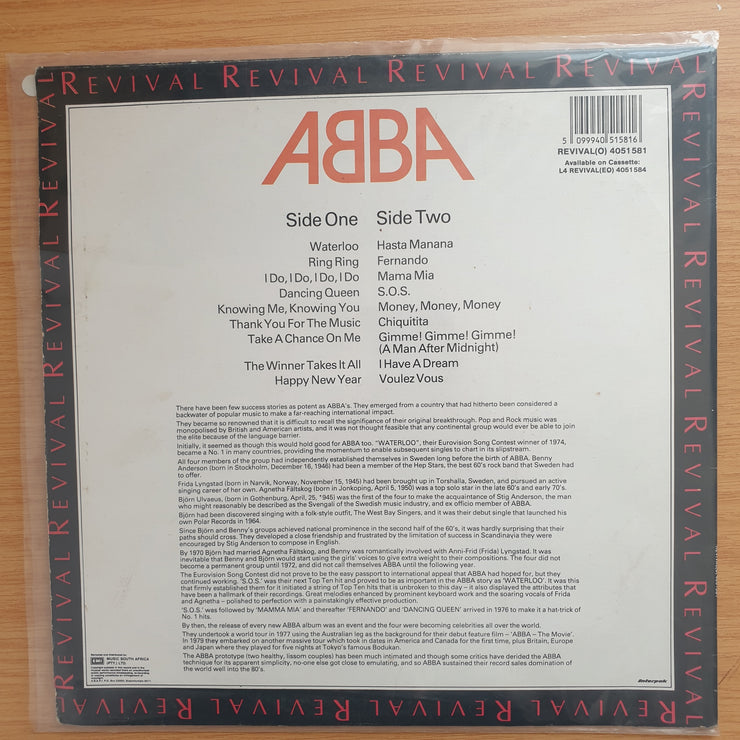 REVIVAL REVIVAL REVIVAL REVIVAL
ABBA
5 099940 515816
REVIVAL(O) 4051581
Available on Cassette:
L4 REVIVAL(EO) 4051584
Side One
Waterloo
Ring Ring
I Do, I Do, I Do, I Do
Dancing Queen
Knowing Me, Knowing You
Thank You For The Music
Take A Chance On Me
The Winner Takes It All
Happy New Year
Side Two
Hasta Manana
Fernando
Mama Mia
S.O.S.
Money, Money, Money
Chiquitita
Gimme! Gimme! Gimme!
(A Man After Midnight)
I Have A Dream
Voulez Vous
There have been few success stories as potent as ABBA's. They emerged from a country that had hitherto been considered a
backwater of popular music to make a far-reaching international impact.
They became so renowned that it is difficult to recall the significance of their original breakthrough. Pop and Rock music was
monopolised by British and American artists, and it was not thought feasible that any continental group would ever be able to join
the elite because of the language barrier.
Initially, it seemed as though this would hold good for ABBA too. "WATERLOO", their Eurovision Song Contest winner of 1974,
became a No. 1 in many countries, providing the momentum to enable subsequent singles to chart in its slipstream.
All four members of the group had independently established themselves in Sweden long before the birth of ABBA. Benny
Anderson (born in Stockholm, December 16, 1946) had been a member of the Hep Stars, the best 60's rock band that Sweden had
to offer.
Frida Lyngstad (born in Narvik, Norway, November 15, 1945) had been brought up in Torshalla, Sweden, and pursued an active
singing career of her own. Agnetha Fältskog (born in Jonkoping, April 5, 1950) was a top solo star in the late 60's and early 70's.
Björn Ulvaeus, (born in Gothenburg, April, 25, 1945) was the first of the four to make the acquaintance of Stig Anderson, the man
who might reasonably be described as the Svengali of the Swedish music industry, and ex officio member of ABBA.
Björn had been discovered singing with a folk-style outfit, The West Bay Singers, and it was their debut single that launched his
own Polar Records in 1964.
Since Björn and Benny's groups achieved national prominence in the second half of the 60's, it was hardly surprising that their
paths should cross. They developed a close friendship and frustrated by the limitation of success in Scandinavia they were
encouraged by Stig Anderson to compose in English.
By 1970 Björn had married Agnetha Fältskog, and Benny was romantically involved with Anni-Frid (Frida) Lyngstad. It was
inevitable that Benny and Björn would start using the girls' voices to give extra weight to their compositions. The four did not
become a permanent group until 1972, and did not call themselves ABBA until the following year.
The Eurovision Song Contest did not prove to be the easy passport to international appeal that ABBA had hoped for, but they
continued working. 'S.O.S.' was their next Top Ten hit and proved to be as important in the ABBA story as 'WATERLOO'. It was this
that firmly established them for it initiated a string of Top Ten hits that is unbroken to this day – it also displayed the attributes that
have been a hallmark of their recordings. Great melodies enhanced by prominent keyboard work and the soaring vocals of Frida
and Agnetha – polished to perfection with a painstakingly effective production.
'S.O.S.' was followed by 'MAMMA MIA' and thereafter 'FERNANDO' and 'DANCING QUEEN' arrived in 1976 to make it a hat-trick of
No. 1 hits.
By then, the release of every new ABBA album was an event and the four were becoming celebrities all over the world.
They undertook a world tour in 1977 using the Australian leg as the background for their debut feature film – 'ABBA – The Movie'.
In 1979 they embarked on another massive tour which took in dates in America and Canada for the first time, plus Britain, Europe
and Japan where they played for five nights at Tokyo's famous Bodukan.
The ABBA prototype (two healthy, lissom couples) has been much intimated and though some critics have derided the ABBA
technique for its apparent simplicity, no-one else got close to emulating, and so ABBA sustained their record sales domination of
the world well into the 80's.
EMI
MUSIC SOUTH AFRICA
(PTY.) LTD.
Interpak
REVIVAL REVIVAL REVIVAL REVIVAL
REVIVAL REVIVAL REVIVAL REVIVAL
REVIVAL REVIVAL REVIVAL REVIVAL